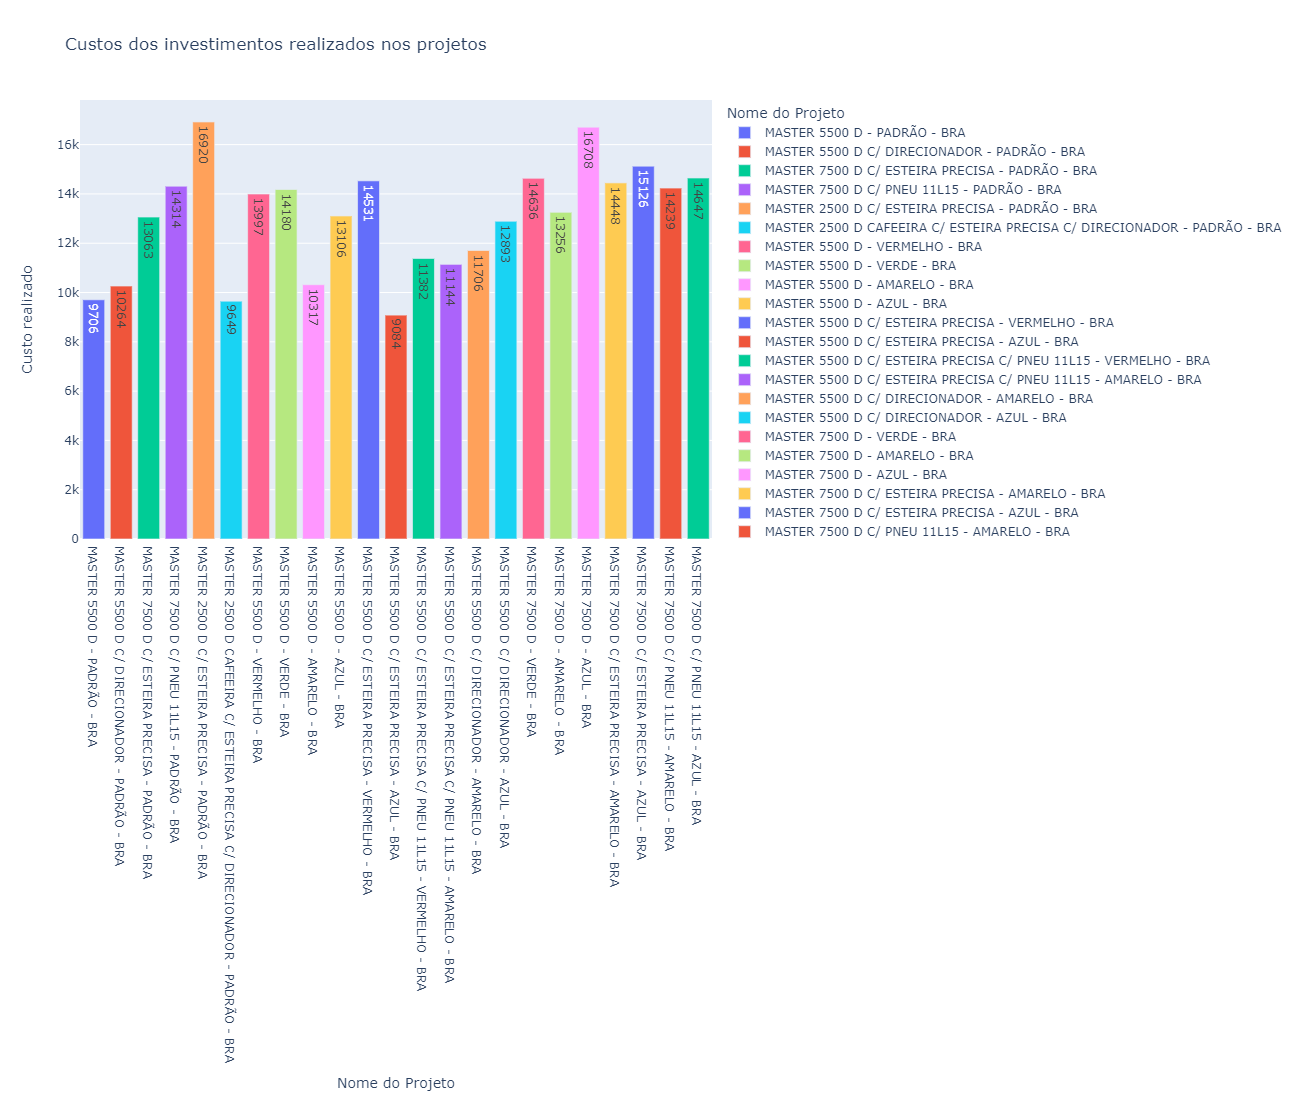 Custos dos investimentos realizados nos projetos
Custo realizado
16k
14k
12k
10k
8k
6k
4k
2k
0
9706
10264
13063
14314
16920
9649
13997
14180
10317
13106
14531
9084
11382
11144
11706
12893
14636
13256
16708
14448
15126
14239
14647
MASTER 5500 D - PADRÃO - BRA
MASTER 5500 D C/ DIRECIONADOR - PADRÃO - BRA
MASTER 7500 D C/ ESTEIRA PRECISA - PADRÃO - BRA
MASTER 7500 D C/ PNEU 11L15 - PADRÃO - BRA
MASTER 2500 D C/ ESTEIRA PRECISA - PADRÃO - BRA
MASTER 2500 D CAFEEIRA C/ ESTEIRA PRECISA C/ DIRECIONADOR - PADRÃO - BRA
MASTER 5500 D - VERMELHO - BRA
MASTER 5500 D - VERDE - BRA
MASTER 5500 D - AMARELO - BRA
MASTER 5500 D - AZUL - BRA
MASTER 5500 D C/ ESTEIRA PRECISA - VERMELHO - BRA
MASTER 5500 D C/ ESTEIRA PRECISA - AZUL - BRA
MASTER 5500 D C/ ESTEIRA PRECISA C/ PNEU 11L15 - VERMELHO - BRA
MASTER 5500 D C/ ESTEIRA PRECISA C/ PNEU 11L15 - AMARELO - BRA
MASTER 5500 D C/ DIRECIONADOR - AMARELO - BRA
MASTER 5500 D C/ DIRECIONADOR - AZUL - BRA
MASTER 7500 D - VERDE - BRA
MASTER 7500 D - AMARELO - BRA
MASTER 7500 D - AZUL - BRA
MASTER 7500 D C/ ESTEIRA PRECISA - AMARELO - BRA
MASTER 7500 D C/ ESTEIRA PRECISA - AZUL - BRA
MASTER 7500 D C/ PNEU 11L15 - AMARELO - BRA
MASTER 7500 D C/ PNEU 11L15 - AZUL - BRA
Nome do Projeto
Nome do Projeto
MASTER 5500 D - PADRÃO - BRA
MASTER 5500 D C/ DIRECIONADOR - PADRÃO - BRA
MASTER 7500 D C/ ESTEIRA PRECISA - PADRÃO - BRA
MASTER 7500 D C/ PNEU 11L15 - PADRÃO - BRA
MASTER 2500 D C/ ESTEIRA PRECISA - PADRÃO - BRA
MASTER 2500 D CAFEEIRA C/ ESTEIRA PRECISA C/ DIRECIONADOR - PADRÃO - BRA
MASTER 5500 D - VERMELHO - BRA
MASTER 5500 D - VERDE - BRA
MASTER 5500 D - AMARELO - BRA
MASTER 5500 D - AZUL - BRA
MASTER 5500 D C/ ESTEIRA PRECISA - VERMELHO - BRA
MASTER 5500 D C/ ESTEIRA PRECISA - AZUL - BRA
MASTER 5500 D C/ ESTEIRA PRECISA C/ PNEU 11L15 - VERMELHO - BRA
MASTER 5500 D C/ ESTEIRA PRECISA C/ PNEU 11L15 - AMARELO - BRA
MASTER 5500 D C/ DIRECIONADOR - AMARELO - BRA
MASTER 5500 D C/ DIRECIONADOR - AZUL - BRA
MASTER 7500 D - VERDE - BRA
MASTER 7500 D - AMARELO - BRA
MASTER 7500 D - AZUL - BRA
MASTER 7500 D C/ ESTEIRA PRECISA - AMARELO - BRA
MASTER 7500 D C/ ESTEIRA PRECISA - AZUL - BRA
MASTER 7500 D C/ PNEU 11L15 - AMARELO - BRA